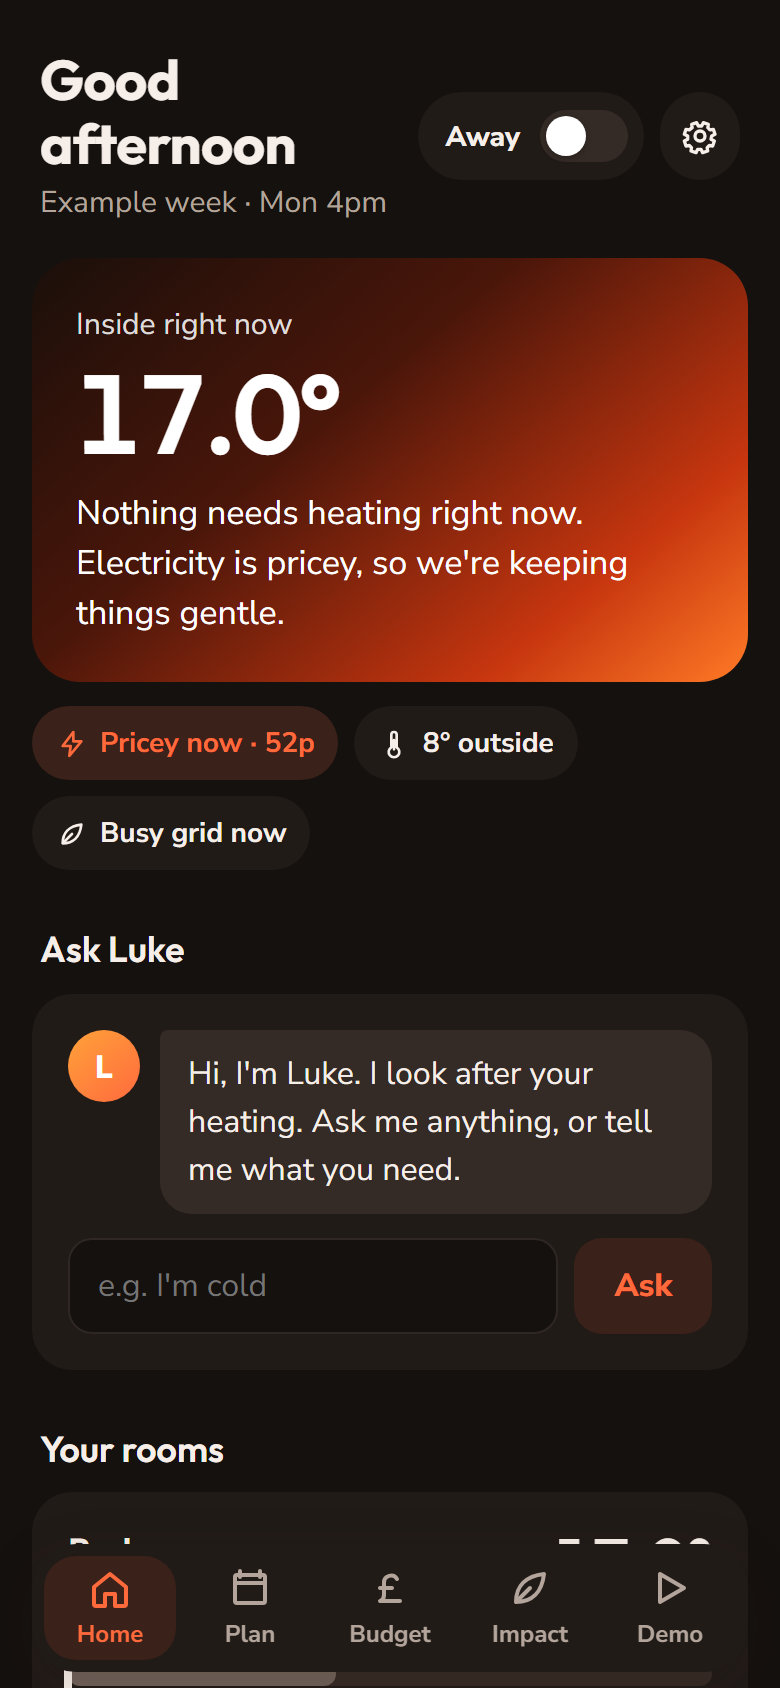 Good
afternoon
Example week · Mon 4pm
Away
Inside right now
17.0°
Nothing needs heating right now.
Electricity is pricey, so we're keeping
things gentle.
Pricey now · 52p
8° outside
Busy grid now
Ask Luke
L
Hi, I'm Luke. I look after your
heating. Ask me anything, or tell
me what you need.
e.g. I'm cold
Ask
Your rooms
Home
Plan
£
Budget
Impact
Demo